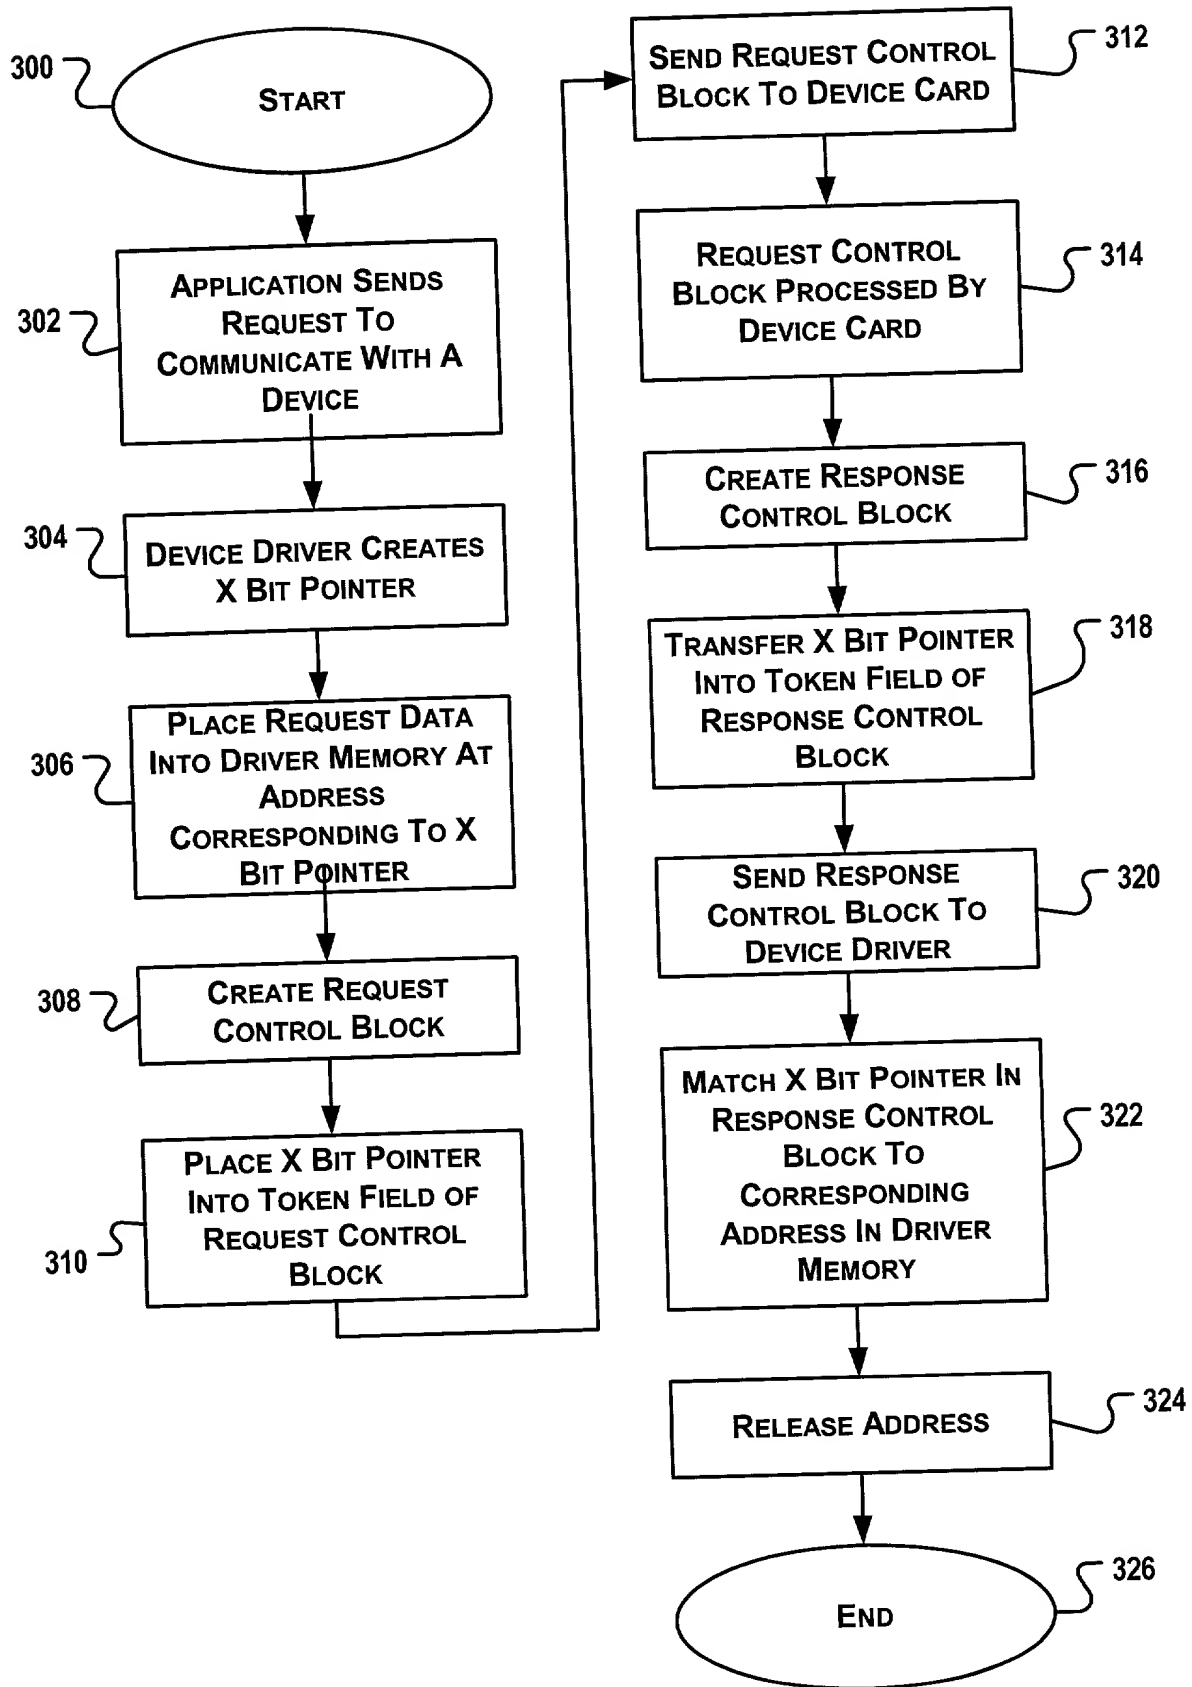 300
START
302
APPLICATION SENDS
REQUEST TO
COMMUNICATE WITH A
DEVICE
304
DEVICE DRIVER CREATES
X BIT POINTER
306
PLACE REQUEST DATA
INTO DRIVER MEMORY AT
ADDRESS
CORRESPONDING TO X
BIT POINTER
308
CREATE REQUEST
CONTROL BLOCK
310
PLACE X BIT POINTER
INTO TOKEN FIELD OF
REQUEST CONTROL
BLOCK
312
SEND REQUEST CONTROL
BLOCK TO DEVICE CARD
314
REQUEST CONTROL
BLOCK PROCESSED BY
DEVICE CARD
316
CREATE RESPONSE
CONTROL BLOCK
318
TRANSFER X BIT POINTER
INTO TOKEN FIELD OF
RESPONSE CONTROL
BLOCK
320
SEND RESPONSE
CONTROL BLOCK TO
DEVICE DRIVER
322
MATCH X BIT POINTER IN
RESPONSE CONTROL
BLOCK TO
CORRESPONDING
ADDRESS IN DRIVER
MEMORY
324
RELEASE ADDRESS
326
END